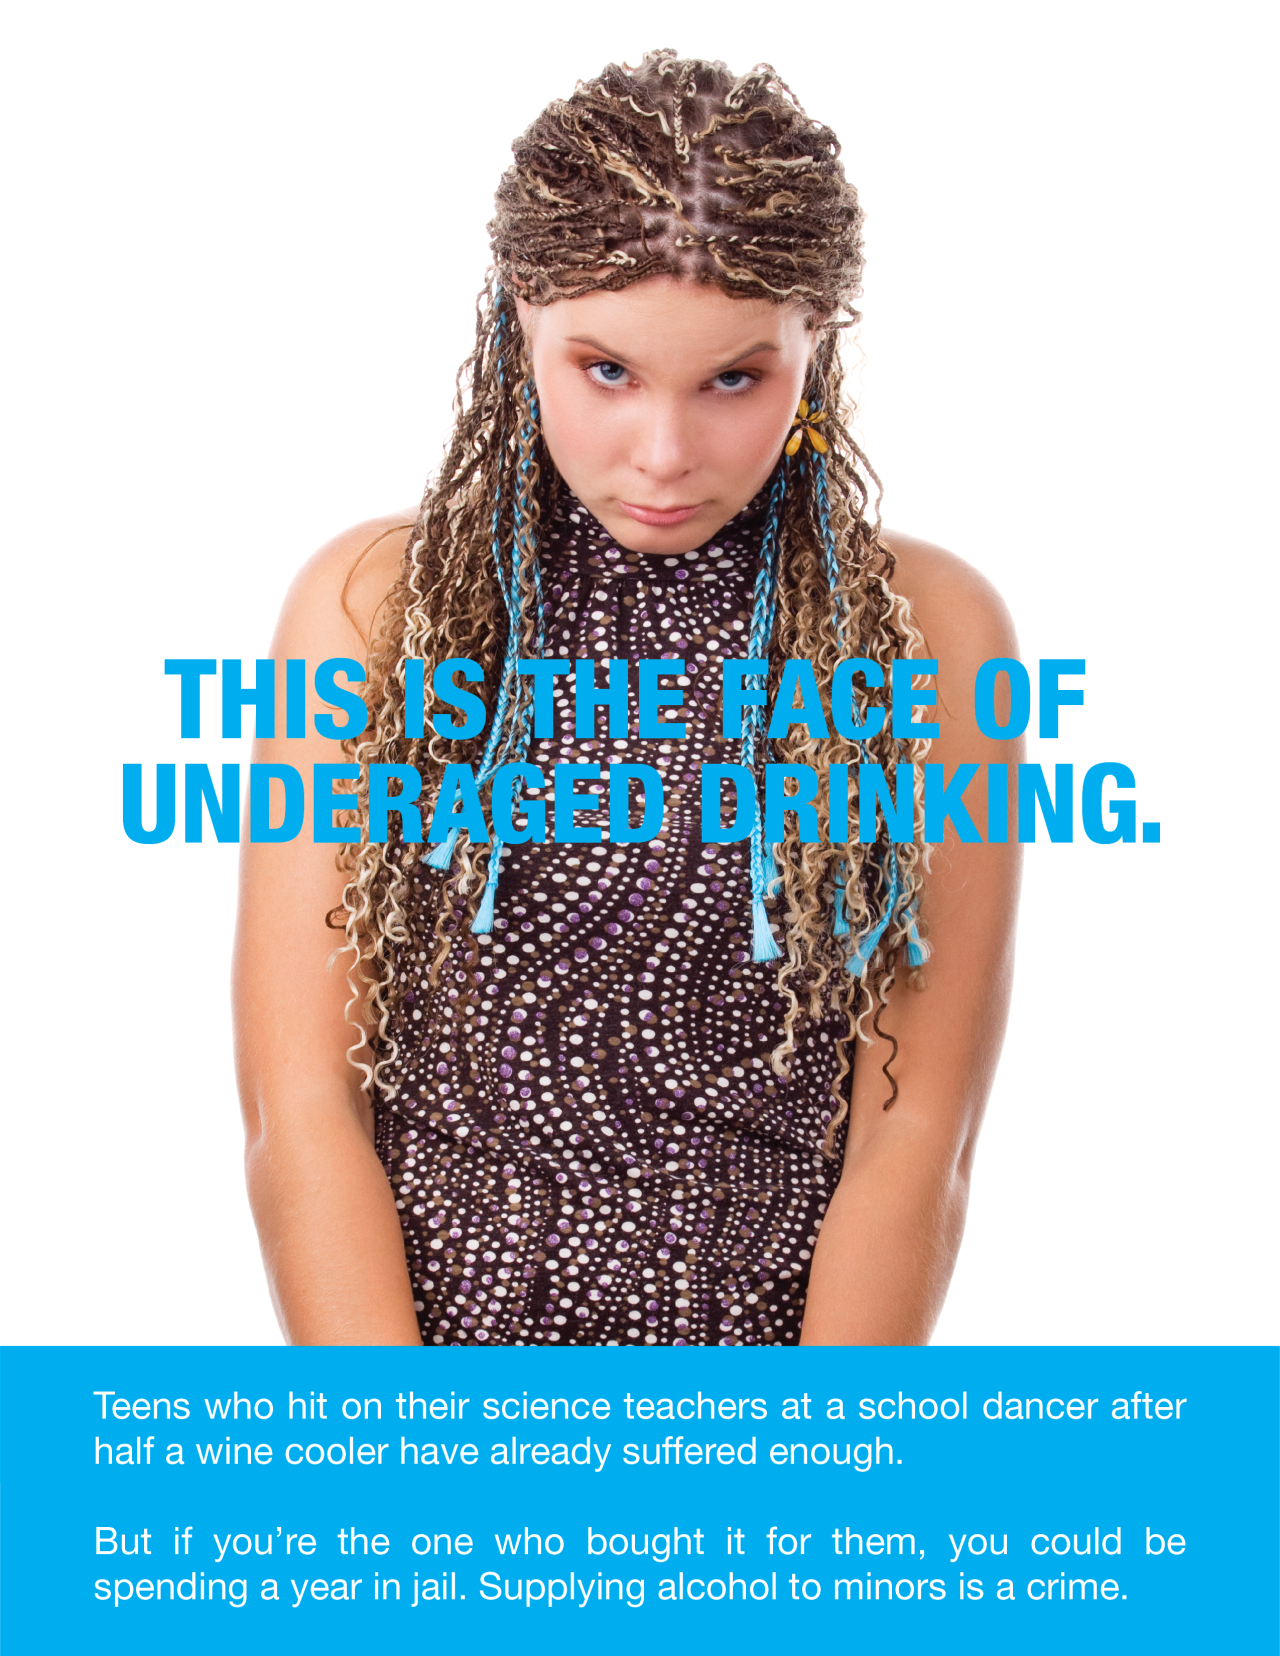 THIS IS THE FACE OF
UNDERAGED DRINKING.
Teens who hit on their science teachers at a school dancer after
half a wine cooler have already suffered enough.
But if you're the one who bought it for them, you could be
spending a year in jail. Supplying alcohol to minors is a crime.